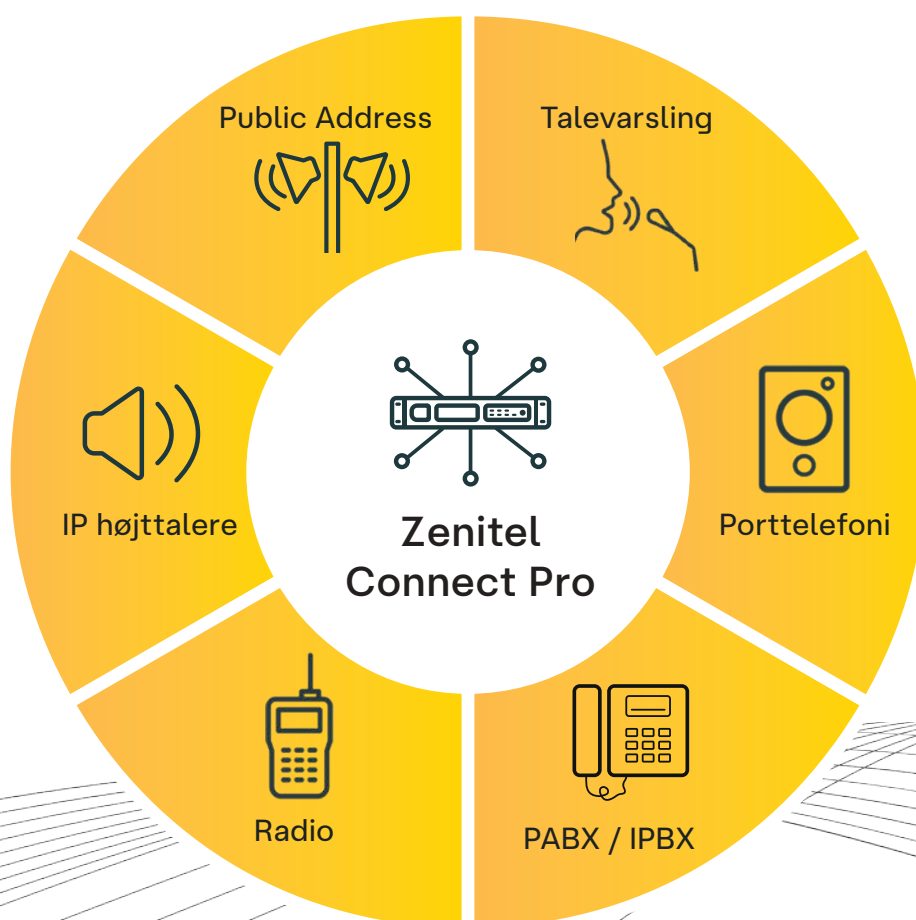 Public Address
Talevarsling
IP højttalere
Zenitel
Connect Pro
Porttelefoni
Radio
PABX / IPBX